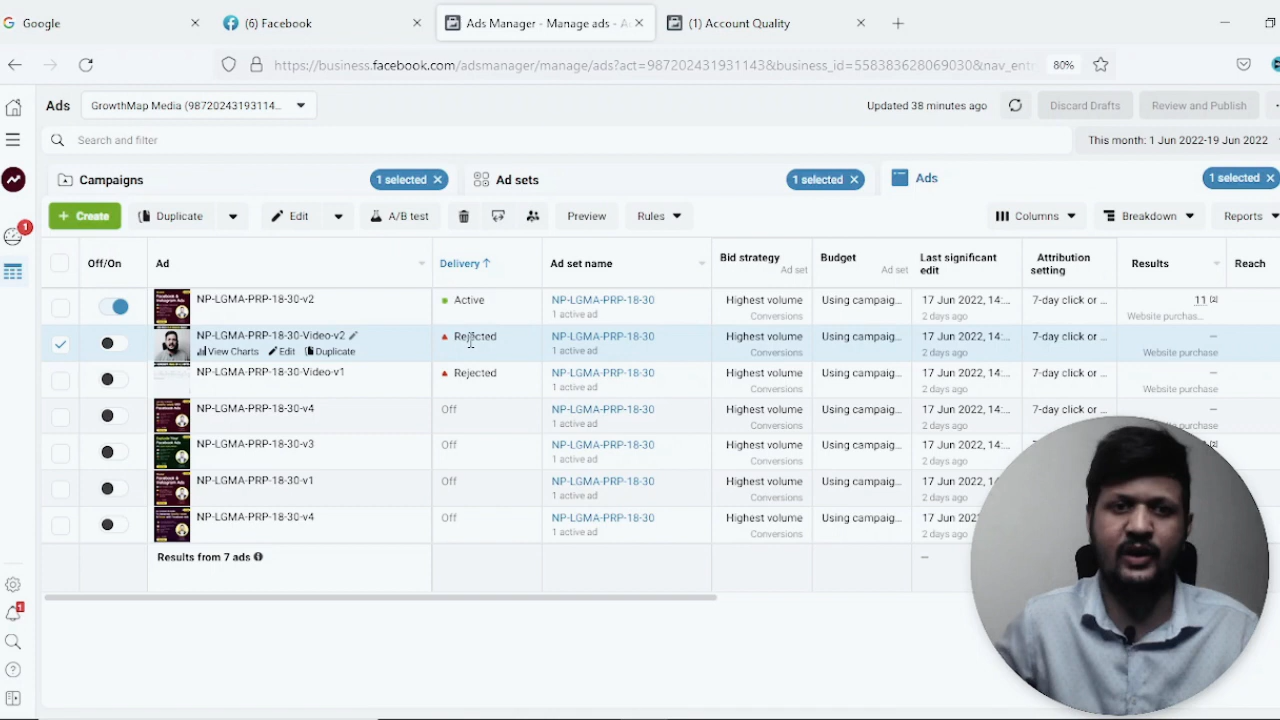 Google
(6) Facebook
Ads Manager - Manage ads - A
(1) Account Quality
https://business.facebook.com/adsmanager/manage/ads?act=987202431931143&business_id=558383628069030&nav_entr
80%
Ads
GrowthMap Media (98720243193114...
Updated 38 minutes ago
Discard Drafts
Review and Publish
Search and filter
This month: 1 Jun 2022-19 Jun 2022
Campaigns
1 selected
Ad sets
1 selected
Ads
1 selected
1
+ Create
Duplicate
Edit
A/B test
Preview
Rules
Columns
Breakdown
Reports
Off/On
Ad
Delivery ↑
Ad set name
Bid strategy
Ad set
Budget
Ad set
Last significant
edit
Attribution
setting
Results
Reach
NP-LGMA-PRP-18-30-v2
Active
NP-LGMA-PRP-18-30
1 active ad
Highest volume
Conversions
Using campaig...
17 Jun 2022, 14:...
2 days ago
7-day click or ...
11 [2]
Website purchas...
NP-LGMA-PRP-18-30-Video-v2
View Charts
Edit
Duplicate
Rejected
NP-LGMA-PRP-18-30
1 active ad
Highest volume
Conversions
Using campaig...
17 Jun 2022, 14:...
2 days ago
7-day click or ...
—
Website purchase
NP-LGMA-PRP-18-30-Video-v1
Rejected
NP-LGMA-PRP-18-30
1 active ad
Highest volume
Conversions
Using campaig...
17 Jun 2022, 14:...
2 days ago
7-day click or ...
—
Website purchase
NP-LGMA-PRP-18-30-v4
Off
NP-LGMA-PRP-18-30
1 active ad
Highest volume
Conversions
Using campaig...
17 Jun 2022, 14:...
2 days ago
7-day click or ...
—
NP-LGMA-PRP-18-30-v3
Off
NP-LGMA-PRP-18-30
1 active ad
Highest volume
Conversions
Using campaig...
17 Jun 2022, 14:...
2 days ago
[2]
NP-LGMA-PRP-18-30-v1
Off
NP-LGMA-PRP-18-30
1 active ad
Highest volume
Conversions
Using campaig...
17 Jun 2022, 14
2 days ago
NP-LGMA-PRP-18-30-v4
Off
NP-LGMA-PRP-18-30
1 active ad
Highest volume
Conversions
Using campaig...
17 Jun 2022
2 days ago
Results from 7 ads
—
1